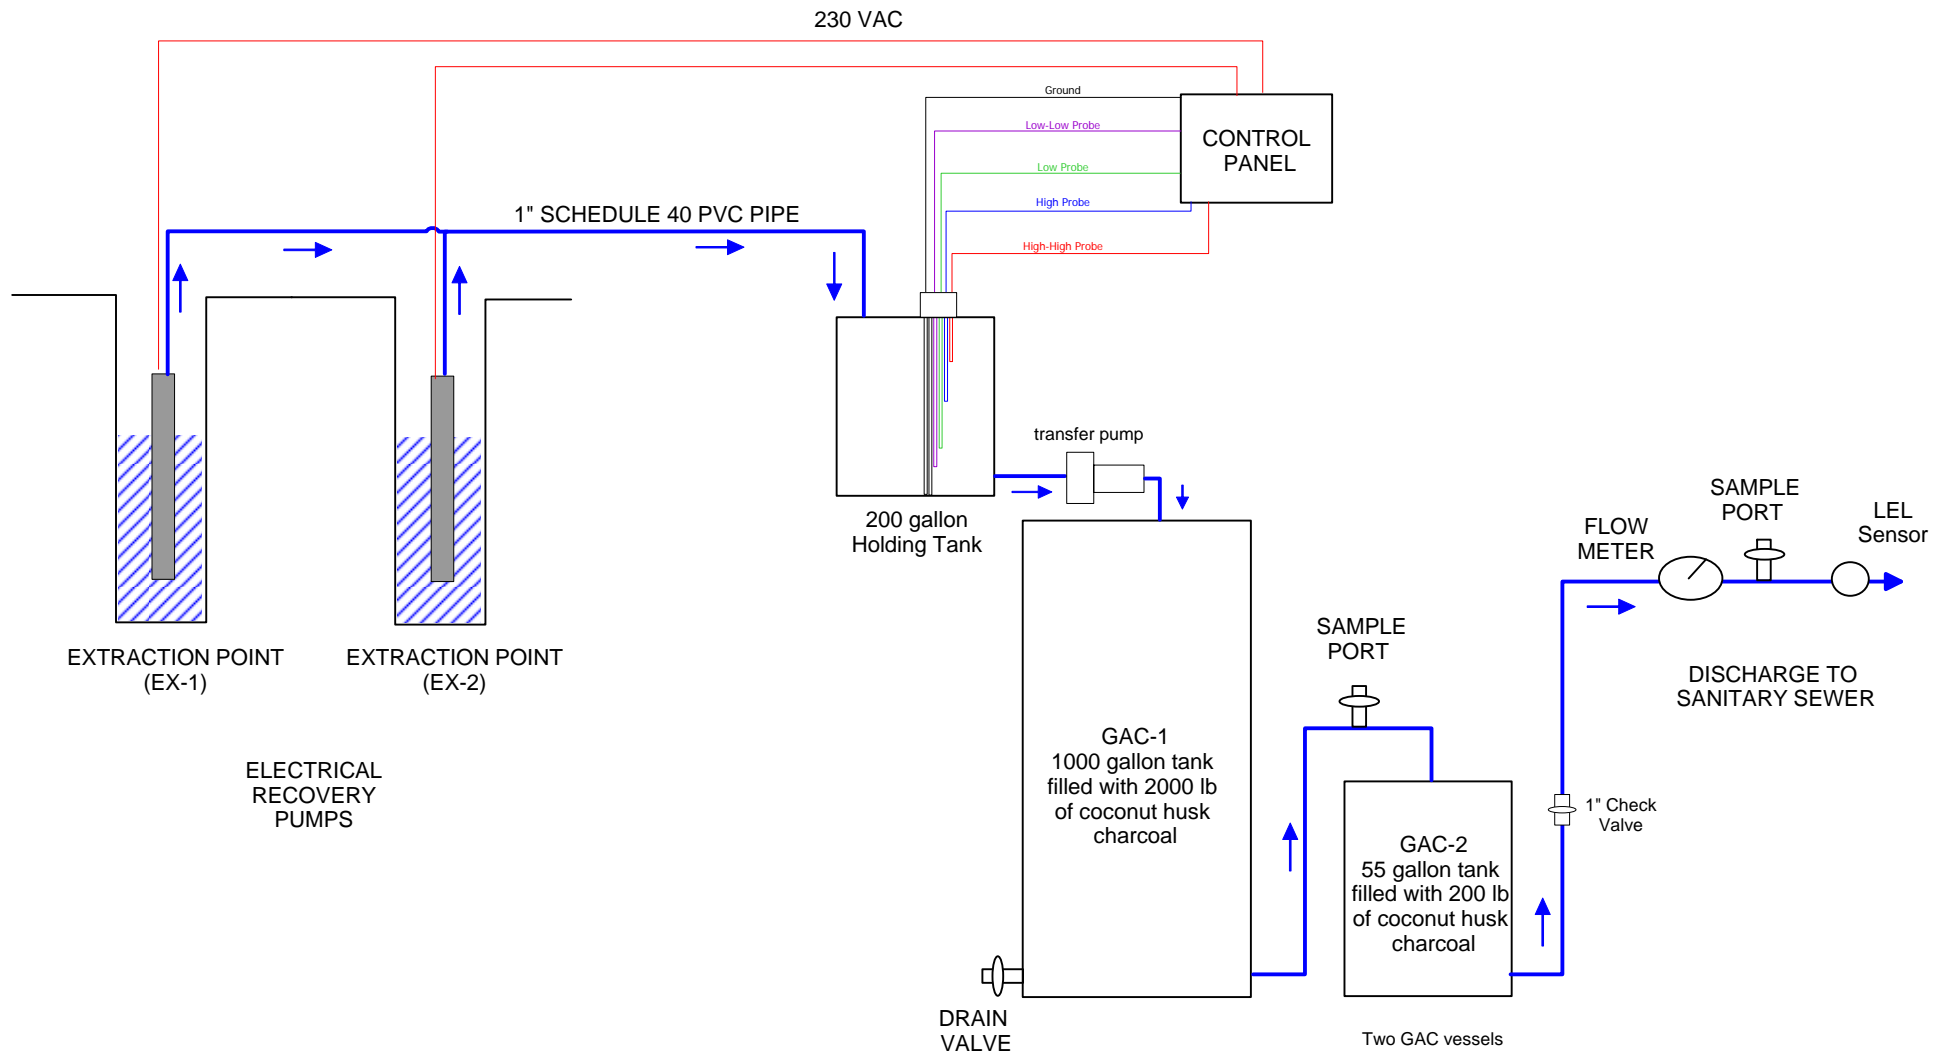 230 VAC
Ground
Low-Low Probe
Low Probe
High Probe
High-High Probe
CONTROL
PANEL
1" SCHEDULE 40 PVC PIPE
transfer pump
200 gallon
Holding Tank
EXTRACTION POINT
(EX-1)
EXTRACTION POINT
(EX-2)
ELECTRICAL
RECOVERY
PUMPS
GAC-1
1000 gallon tank
filled with 2000 lb
of coconut husk
charcoal
DRAIN
VALVE
SAMPLE
PORT
GAC-2
55 gallon tank
filled with 200 lb
of coconut husk
charcoal
Two GAC vessels
1" Check
Valve
FLOW
METER
SAMPLE
PORT
LEL
Sensor
DISCHARGE TO
SANITARY SEWER